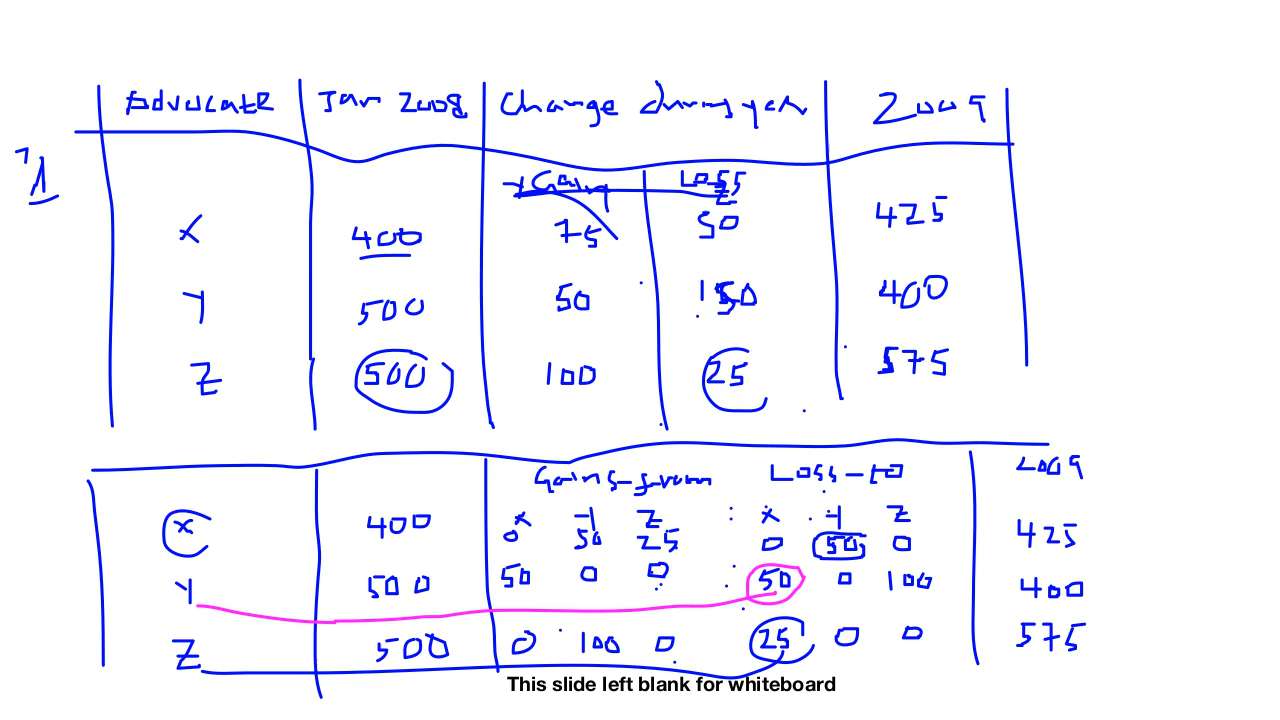 Advocate Jan 2008 Change during year 2009
1
Gain Loss
X 400 75 50 425
Y 500 50 150 400
Z 500 100 25 575
Gains-from Loss-to 2009
X Y Z X Y Z
X 400 0 50 25 0 50 0 425
Y 500 50 0 0 50 0 100 400
Z 500 0 100 0 25 0 0 575
This slide left blank for whiteboard